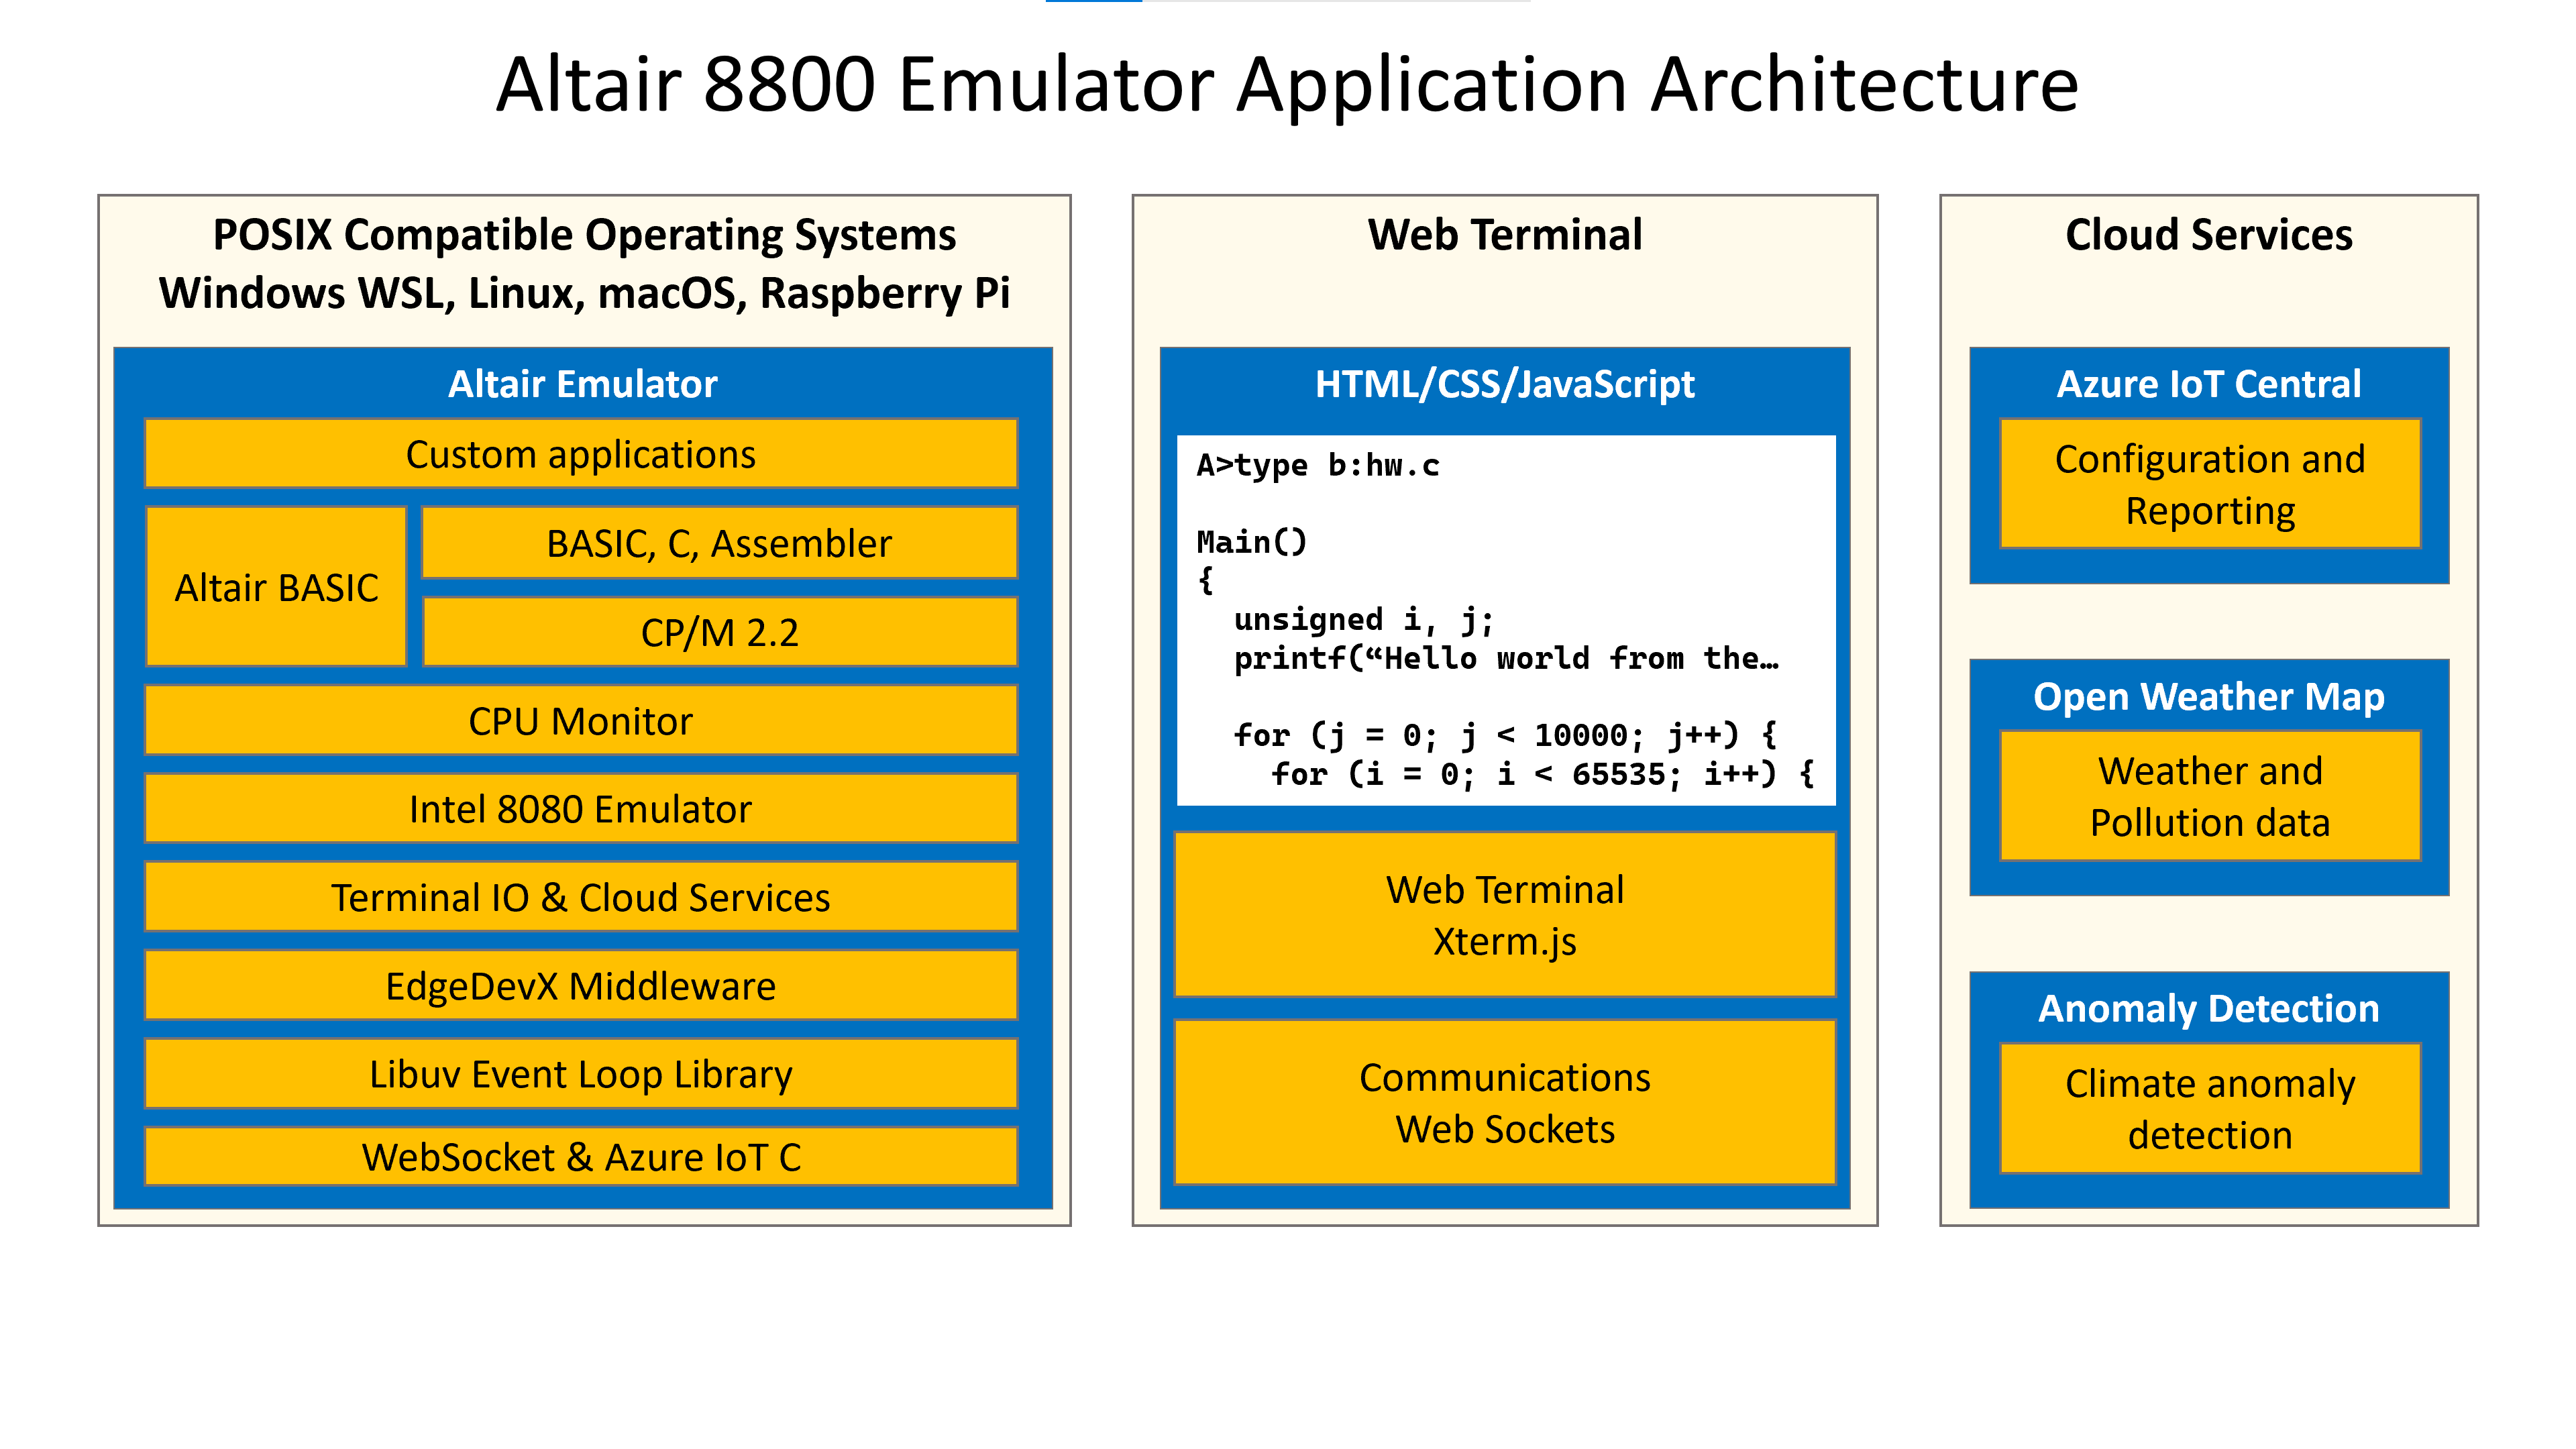 Altair 8800 Emulator Application Architecture
POSIX Compatible Operating Systems
Windows WSL, Linux, macOS, Raspberry Pi
Altair Emulator
Custom applications
Altair BASIC
BASIC, C, Assembler
CP/M 2.2
CPU Monitor
Intel 8080 Emulator
Terminal IO & Cloud Services
EdgeDevX Middleware
Libuv Event Loop Library
WebSocket & Azure IoT C
Web Terminal
HTML/CSS/JavaScript
A>type b:hw.c
Main()
{
unsigned i, j;
printf(“Hello world from the…
for (j = 0; j < 10000; j++) {
for (i = 0; i < 65535; i++) {
Web Terminal
Xterm.js
Communications
Web Sockets
Cloud Services
Azure IoT Central
Configuration and
Reporting
Open Weather Map
Weather and
Pollution data
Anomaly Detection
Climate anomaly
detection